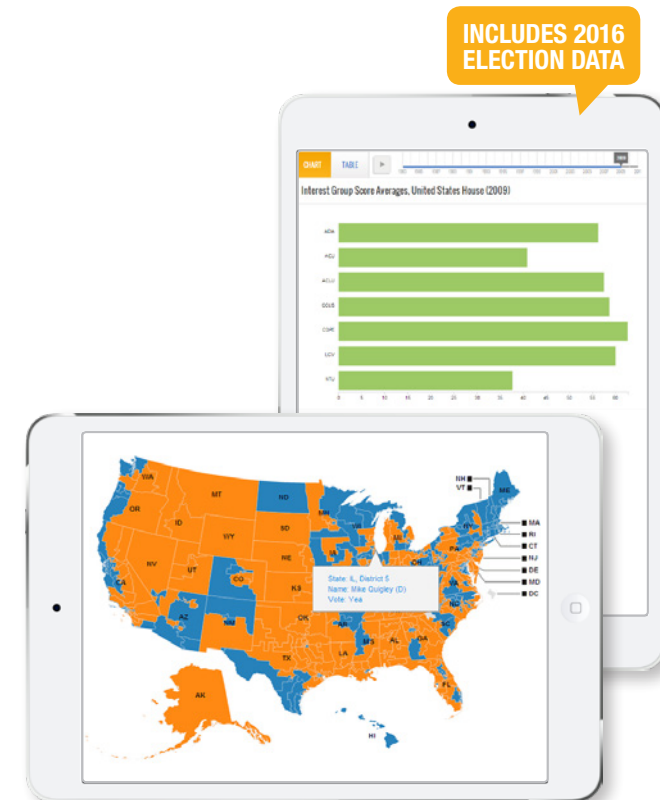 INCLUDES 2016
ELECTION DATA
CHART TABLE
Interest Group Score Averages, United States House (2009)
ADA
ACU
ACLU
COPE
LCV
NTU
0 5 10 15 20 25 30 35 40 45 50 55 60
WA
OR
ID
MT
ND
MN
SD
WY
NV
UT
CO
NE
KS
CA
AZ
NM
OK
TX
IA
WI
MI
OH
PA
NY
ME
NH
VT
MA
RI
CT
NJ
DE
MD
DC
VA
NC
SC
GA
AL
MS
AR
LA
FL
AK
HI
State: IL, District 5
Name: Mike Quigley (D)
Vote: Yea